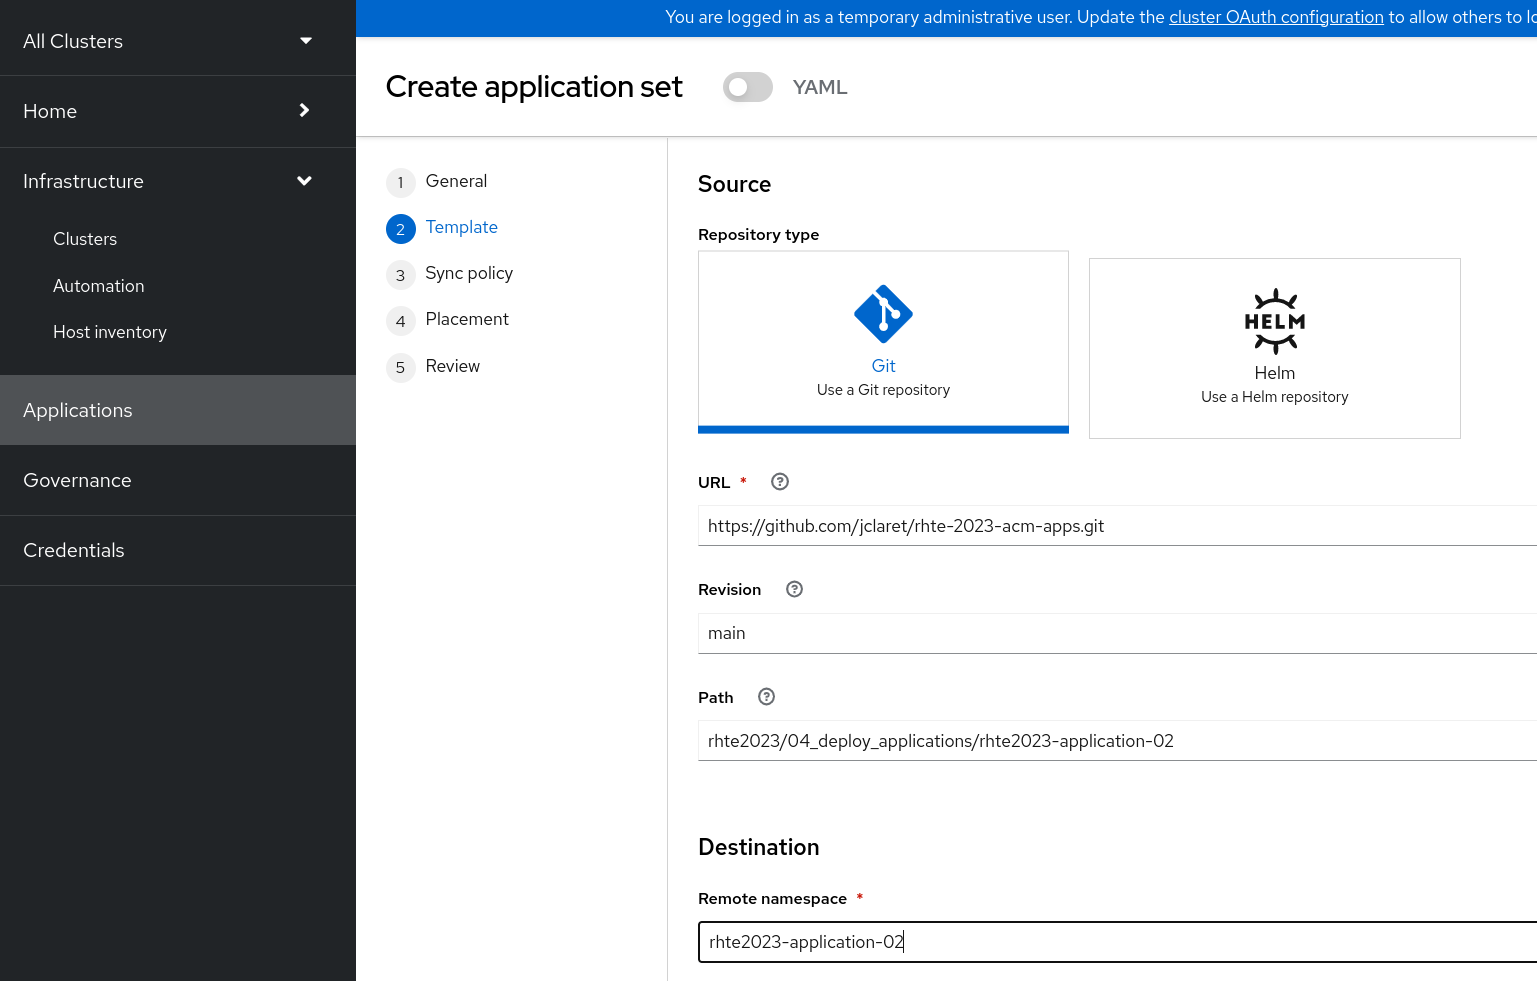 You are logged in as a temporary administrative user. Update the cluster OAuth configuration to allow others to
All Clusters
Home
Infrastructure
Clusters
Automation
Host inventory
Applications
Governance
Credentials
Create application set
YAML
1 General
2 Template
3 Sync policy
4 Placement
5 Review
Source
Repository type
Git
Use a Git repository
HELM
Helm
Use a Helm repository
URL *
https://github.com/jclaret/rhte-2023-acm-apps.git
Revision
main
Path
rhte2023/04_deploy_applications/rhte2023-application-02
Destination
Remote namespace *
rhte2023-application-02